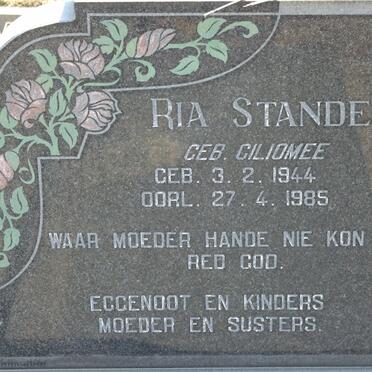 RIA STANDE
GEB. GILIOMEE
GEB. 3. 2. 1944
OORL. 27. 4. 1985
WAAR MOEDER HANDE NIE KON
RED GOD.
EGGENOOT EN KINDERS
MOEDER EN SUSTERS.